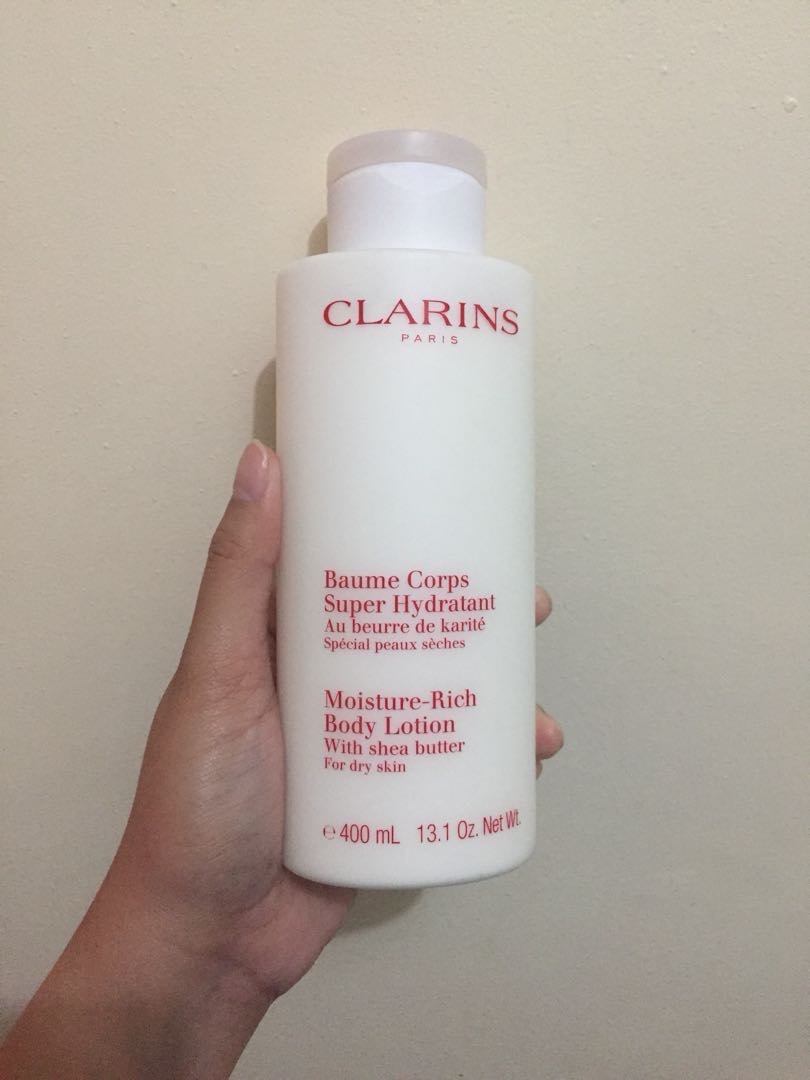 CLARINS
PARIS
Baume Corps
Super Hydratant
Au beurre de karité
Spécial peaux sèches
Moisture-Rich
Body Lotion
With shea butter
For dry skin
℮ 400 mL 13.1 Oz. Net Wt.